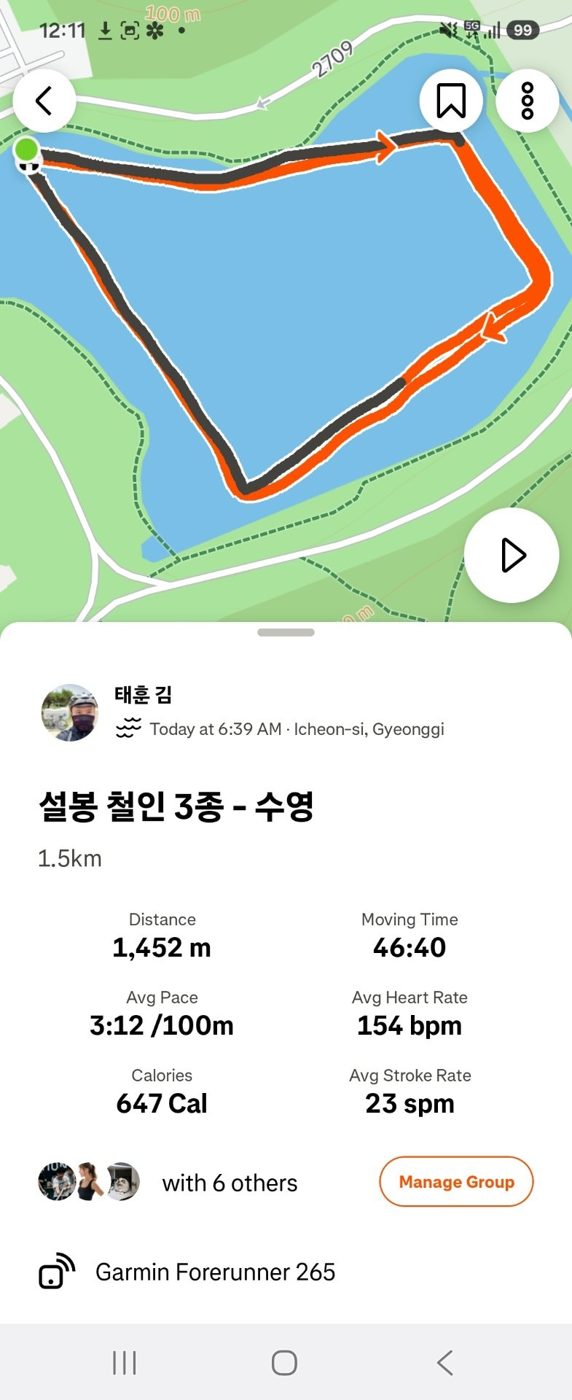 100 m
12:11
5G
99
2709
태훈 김
Today at 6:39 AM · Icheon-si, Gyeonggi
설봉 철인 3종 - 수영
1.5km
Distance
Moving Time
1,452 m
46:40
Avg Pace
Avg Heart Rate
3:12 /100m
154 bpm
Calories
Avg Stroke Rate
647 Cal
23 spm
with 6 others
Manage Group
Garmin Forerunner 265